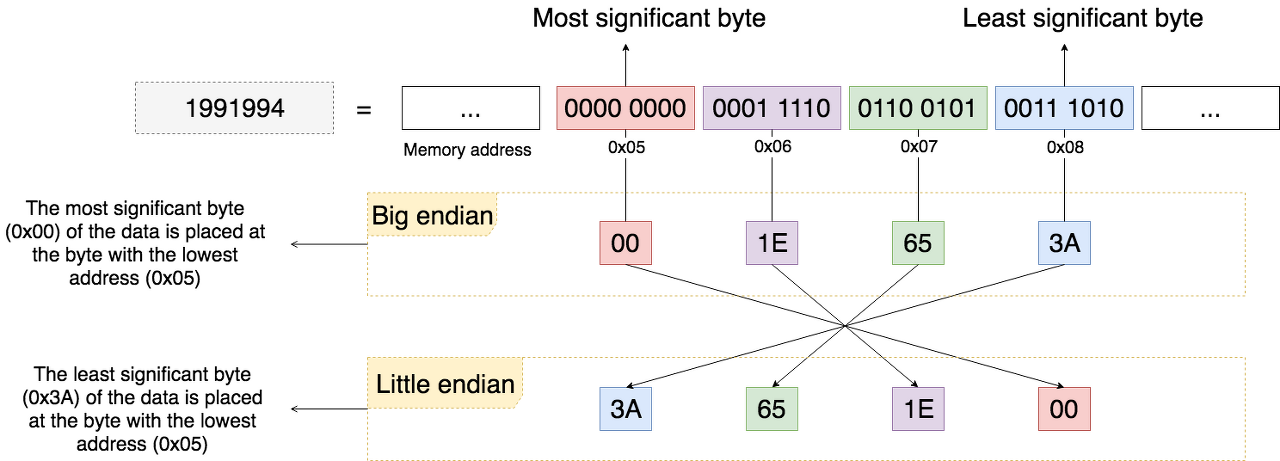 Most significant byte
Least significant byte
1991994
=
...
0000 0000
0001 1110
0110 0101
0011 1010
...
Memory address
0x05
0x06
0x07
0x08
The most significant byte
(0x00) of the data is placed at
the byte with the lowest
address (0x05)
Big endian
00
1E
65
3A
The least significant byte
(0x3A) of the data is placed
at the byte with the lowest
address (0x05)
Little endian
3A
65
1E
00